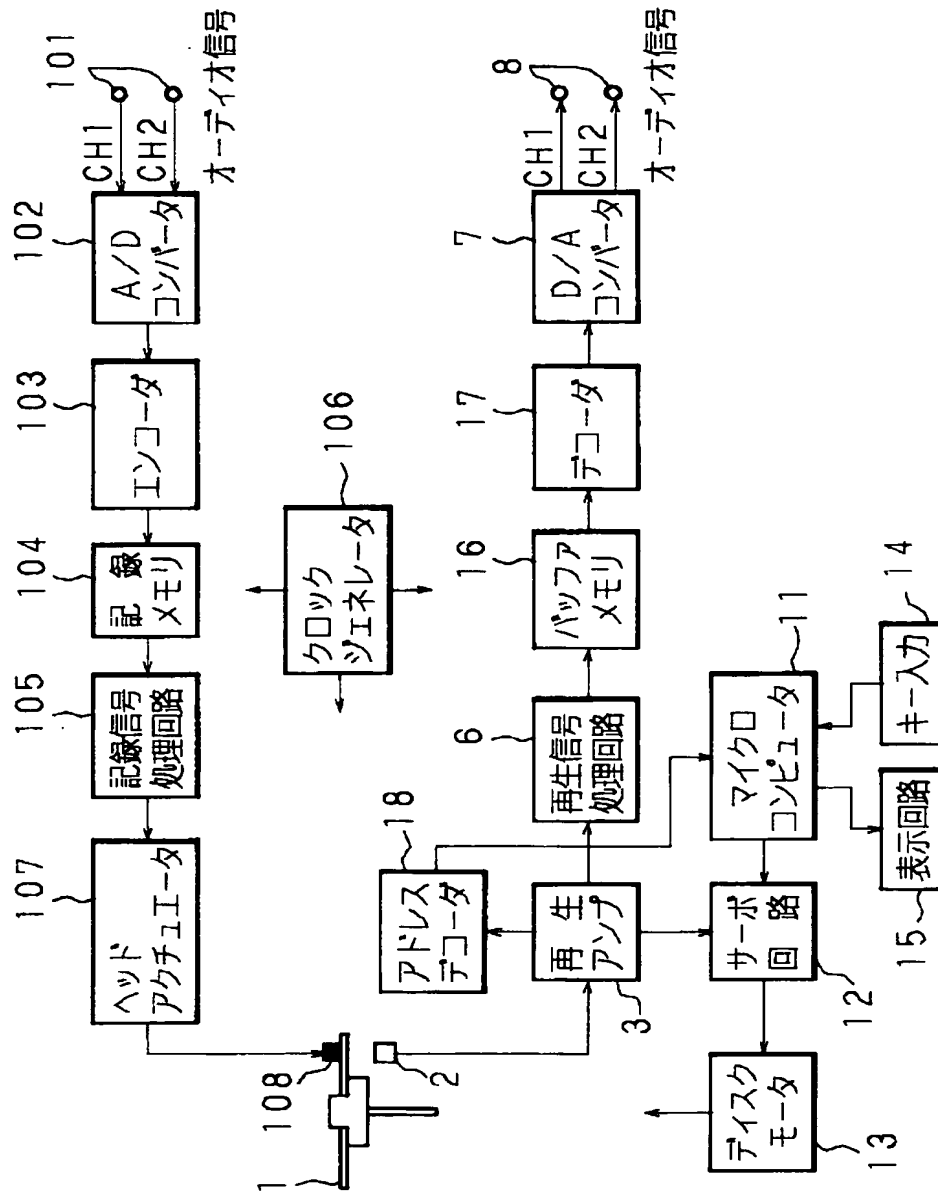 101
CH1
CH2
オーディオ信号
102
A/D
コンバータ
103
エンコーダ
104
記録
メモリ
105
記録信号
処理回路
107
ヘッド
アクチュエータ
108
1
2
106
クロック
ジェネレータ
8
CH1
CH2
オーディオ信号
7
D/A
コンバータ
17
デコーダ
16
バッファ
メモリ
6
再生信号
処理回路
18
アドレス
デコーダ
再生
アンプ
3
11
マイクロ
コンピュータ
14
キー入力
15
表示回路
サーボ
回路
12
ディスク
モータ
13